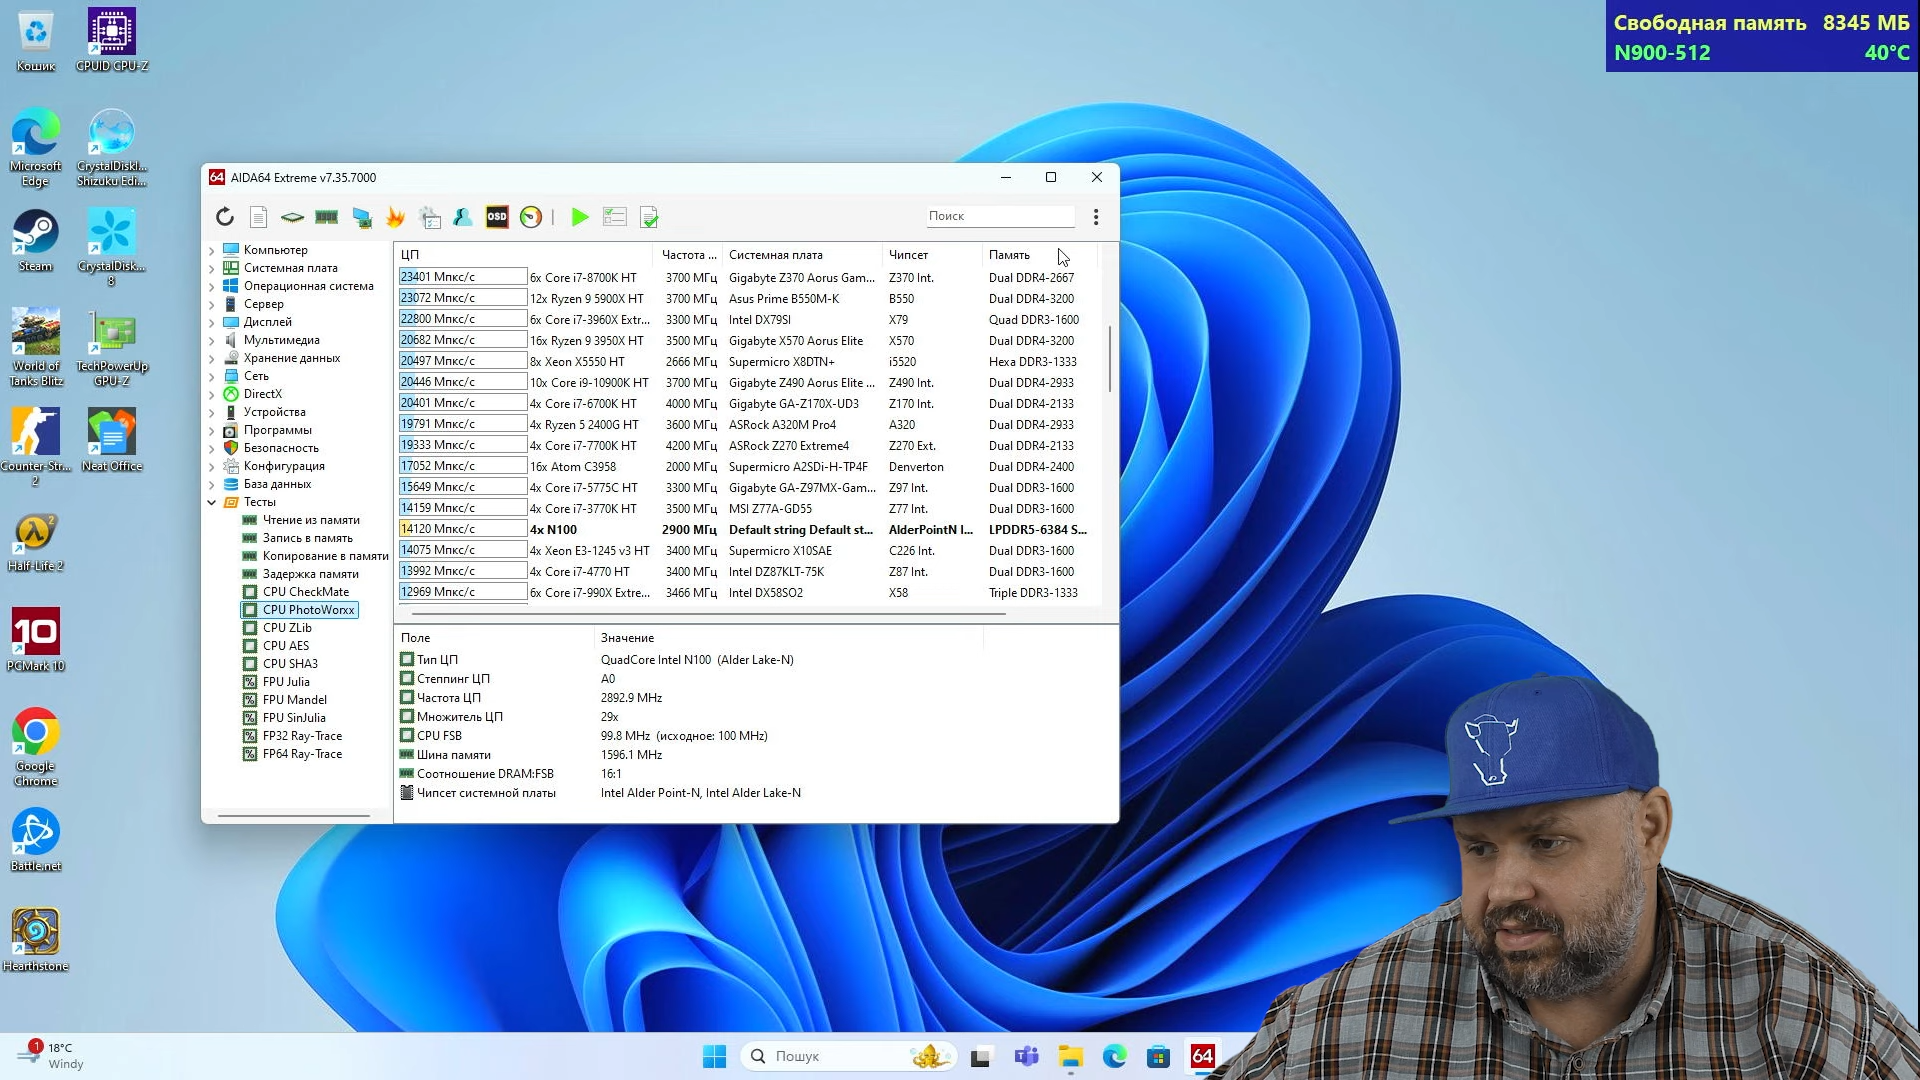 Свободная память 8345 МБ
N900-512 40°C
Кошик
CPUID CPU-Z
Microsoft Edge
CrystalDiskI... Shizuku Edi...
Steam
CrystalDisk... 8
World of Tanks Blitz
TechPowerUp GPU-Z
Counter-Str... 2
Neat Office
Half-Life 2
10
PCMark 10
Google Chrome
Battle.net
Hearthstone
64 AIDA64 Extreme v7.35.7000
OSD
Поиск
Компьютер
Системная плата
Операционная система
Сервер
Дисплей
Мультимедиа
Хранение данных
Сеть
DirectX
Устройства
Программы
Безопасность
Конфигурация
База данных
Тесты
Чтение из памяти
Запись в память
Копирование в памяти
Задержка памяти
CPU CheckMate
CPU PhotoWorxx
CPU ZLib
CPU AES
CPU SHA3
FPU Julia
FPU Mandel
FPU SinJulia
FP32 Ray-Trace
FP64 Ray-Trace
ЦП Частота ... Системная плата Чипсет Память
23401 Мпкс/с 6x Core i7-8700K HT 3700 МГц Gigabyte Z370 Aorus Gam... Z370 Int. Dual DDR4-2667
23072 Мпкс/с 12x Ryzen 9 5900X HT 3700 МГц Asus Prime B550M-K B550 Dual DDR4-3200
22800 Мпкс/с 6x Core i7-3960X Extr... 3300 МГц Intel DX79SI X79 Quad DDR3-1600
20682 Мпкс/с 16x Ryzen 9 3950X HT 3500 МГц Gigabyte X570 Aorus Elite X570 Dual DDR4-3200
20497 Мпкс/с 8x Xeon X5550 HT 2666 МГц Supermicro X8DTN+ i5520 Hexa DDR3-1333
20446 Мпкс/с 10x Core i9-10900K HT 3700 МГц Gigabyte Z490 Aorus Elite ... Z490 Int. Dual DDR4-2933
20401 Мпкс/с 4x Core i7-6700K HT 4000 МГц Gigabyte GA-Z170X-UD3 Z170 Int. Dual DDR4-2133
19791 Мпкс/с 4x Ryzen 5 2400G HT 3600 МГц ASRock A320M Pro4 A320 Dual DDR4-2933
19333 Мпкс/с 4x Core i7-7700K HT 4200 МГц ASRock Z270 Extreme4 Z270 Ext. Dual DDR4-2133
17052 Мпкс/с 16x Atom C3958 2000 МГц Supermicro A2SDi-H-TP4F Denverton Dual DDR4-2400
15649 Мпкс/с 4x Core i7-5775C HT 3300 МГц Gigabyte GA-Z97MX-Gam... Z97 Int. Dual DDR3-1600
14159 Мпкс/с 4x Core i7-3770K HT 3500 МГц MSI Z77A-GD55 Z77 Int. Dual DDR3-1600
14120 Мпкс/с 4x N100 2900 МГц Default string Default st... AlderPointN I... LPDDR5-6384 S...
14075 Мпкс/с 4x Xeon E3-1245 v3 HT 3400 МГц Supermicro X10SAE C226 Int. Dual DDR3-1600
13992 Мпкс/с 4x Core i7-4770 HT 3400 МГц Intel DZ87KLT-75K Z87 Int. Dual DDR3-1600
12969 Мпкс/с 6x Core i7-990X Extre... 3466 МГц Intel DX58SO2 X58 Triple DDR3-1333
Поле Значение
Тип ЦП QuadCore Intel N100 (Alder Lake-N)
Степпинг ЦП A0
Частота ЦП 2892.9 MHz
Множитель ЦП 29x
CPU FSB 99.8 MHz (исходное: 100 MHz)
Шина памяти 1596.1 MHz
Соотношение DRAM:FSB 16:1
Чипсет системной платы Intel Alder Point-N, Intel Alder Lake-N
1 18°C
Windy
Пошук
64